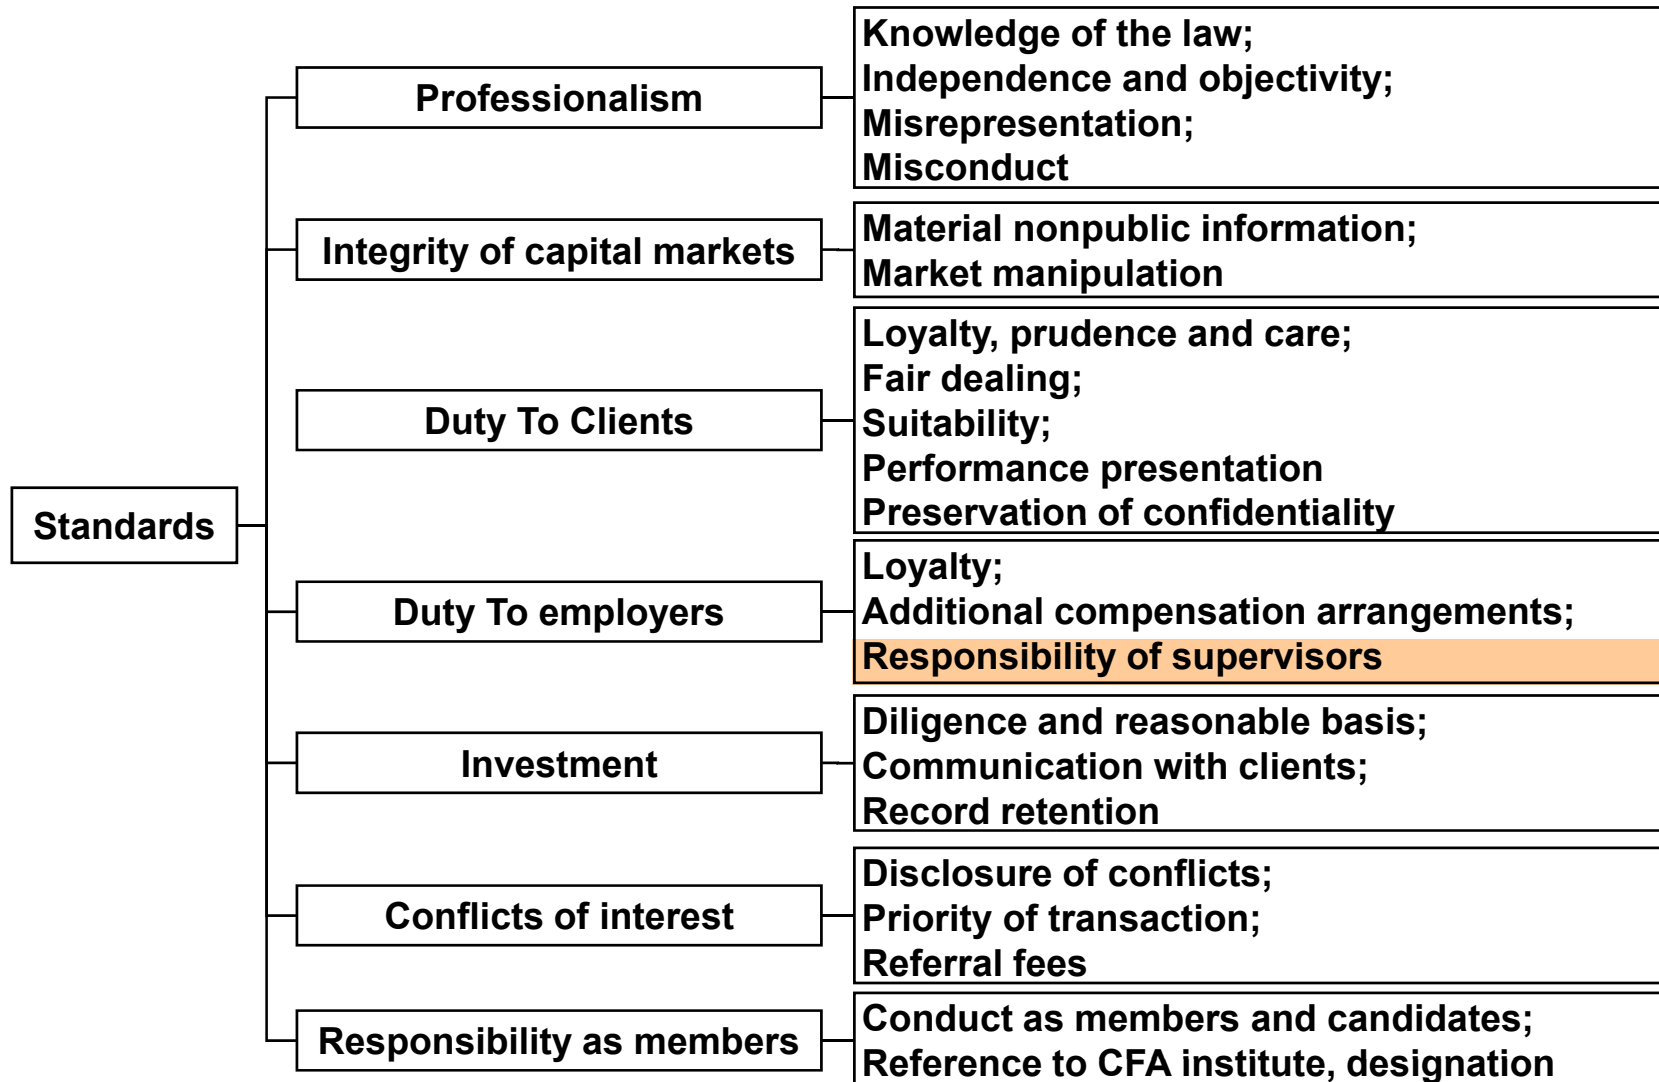 Standards
Professionalism
Knowledge of the law;
Independence and objectivity;
Misrepresentation;
Misconduct
Integrity of capital markets
Material nonpublic information;
Market manipulation
Duty To Clients
Loyalty, prudence and care;
Fair dealing;
Suitability;
Performance presentation
Preservation of confidentiality
Duty To employers
Loyalty;
Additional compensation arrangements;
Responsibility of supervisors
Investment
Diligence and reasonable basis;
Communication with clients;
Record retention
Conflicts of interest
Disclosure of conflicts;
Priority of transaction;
Referral fees
Responsibility as members
Conduct as members and candidates;
Reference to CFA institute, designation